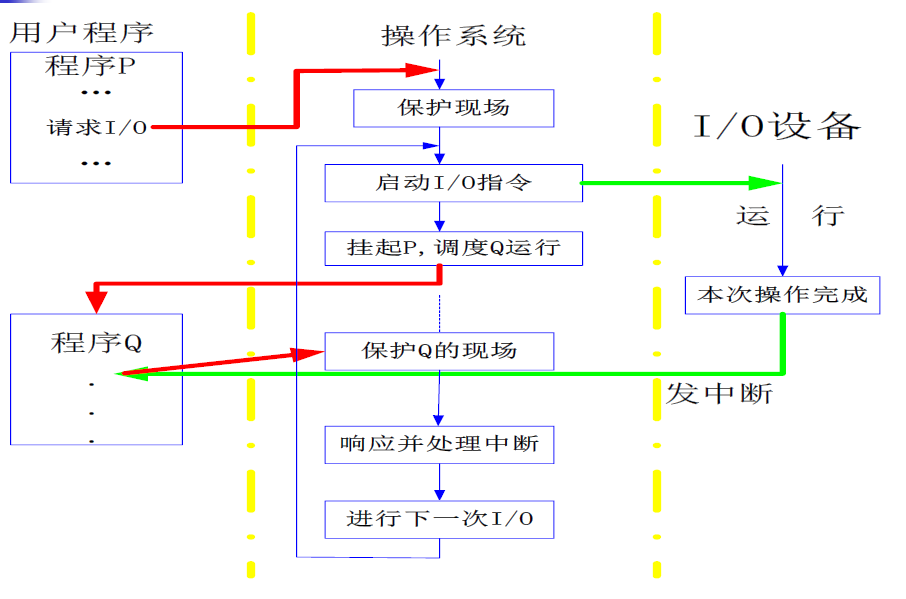 用户程序
程序P
...
请求I/O
...
操作系统
保护现场
启动I/O指令
挂起P,调度Q运行
保护Q的现场
响应并处理中断
进行下一次I/O
I/O设备
运 行
本次操作完成
发中断
程序Q
.
.
.